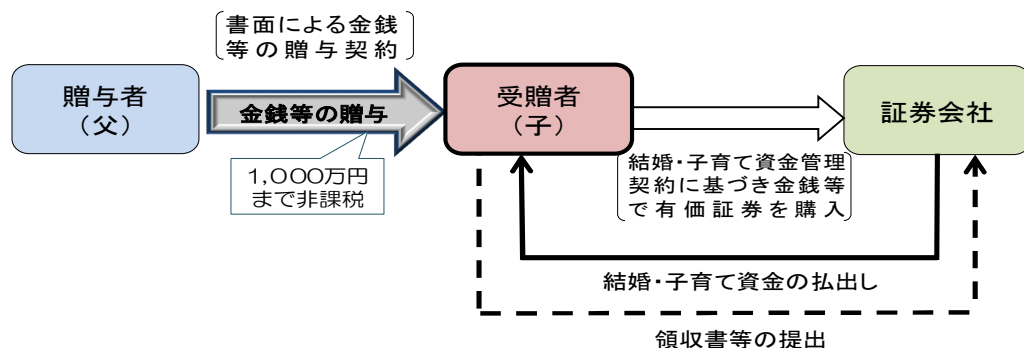 書面による金銭
等の贈与契約
贈与者
（父）
金銭等の贈与
受贈者
（子）
証券会社
1,000万円
まで非課税
結婚・子育て資金管理
契約に基づき金銭等
で有価証券を購入
結婚・子育て資金の払出し
領収書等の提出